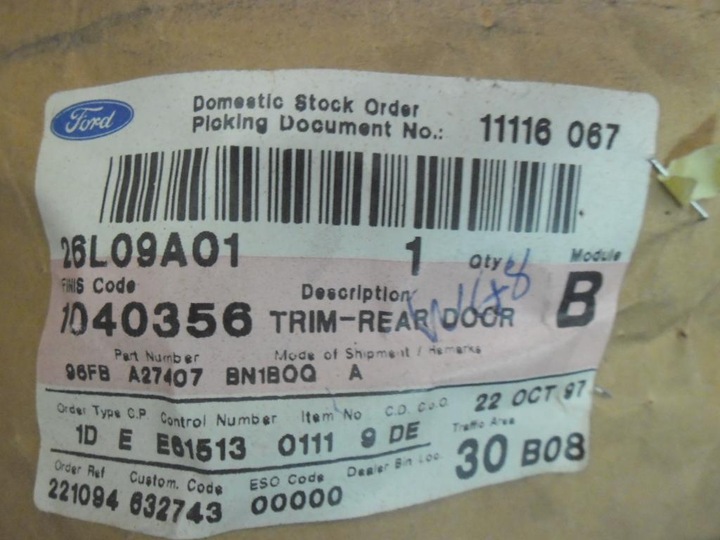 Ford
Domestic Stock Order
Picking Document No.: 11116 067
26L09A01 1 Qty Module
FINIS Code Description B
1040356 TRIM-REAR DOOR
Part Number Mode of Shipment / Remarks
96FB A27407 BN1BQQ A
Order Type C.P. Control Number Item No C.D. C.o.O. 22 OCT 97
1D E E61513 0111 9 DE Traffic Area
Order Ref Custom. Code ESO Code Dealer Bin Loc. 30 B08
221094 632743 00000